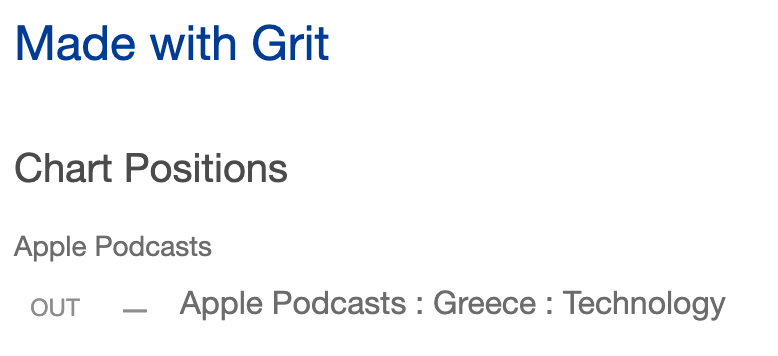 Made with Grit
Chart Positions
Apple Podcasts
OUT — Apple Podcasts : Greece : Technology